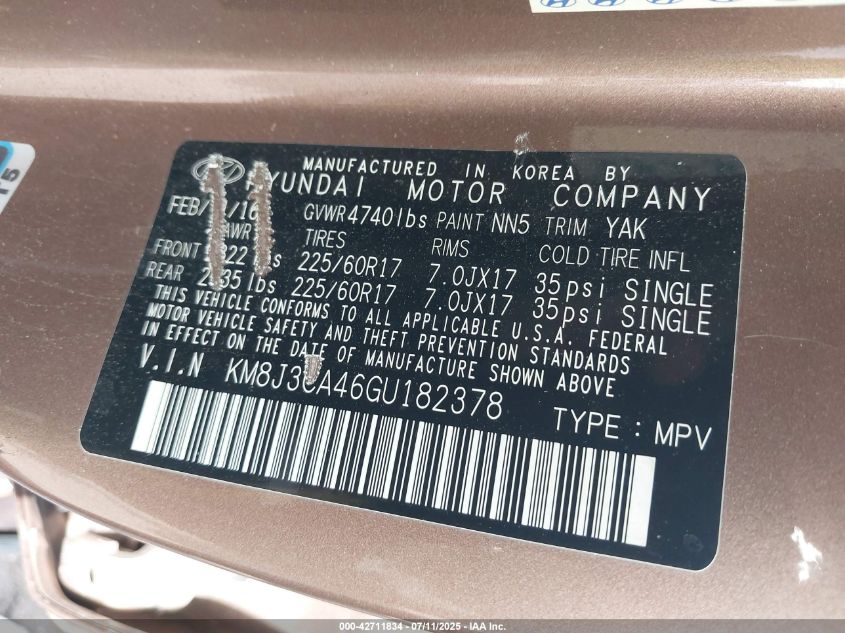 MANUFACTURED IN KOREA BY
HYUNDAI MOTOR COMPANY
GVWR 4740lbs PAINT NN5 TRIM YAK
TIRES RIMS COLD TIRE INFL
FRONT 225/60R17 7.0JX17 35psi SINGLE
REAR 225/60R17 7.0JX17 35psi SINGLE
THIS VEHICLE CONFORMS TO ALL APPLICABLE U.S.A. FEDERAL
MOTOR VEHICLE SAFETY AND THEFT PREVENTION STANDARDS
IN EFFECT ON THE DATE OF MANUFACTURE SHOWN ABOVE
V.I.N
TYPE : MPV
000-42711834 | 07/11/2025 - IAA Inc.